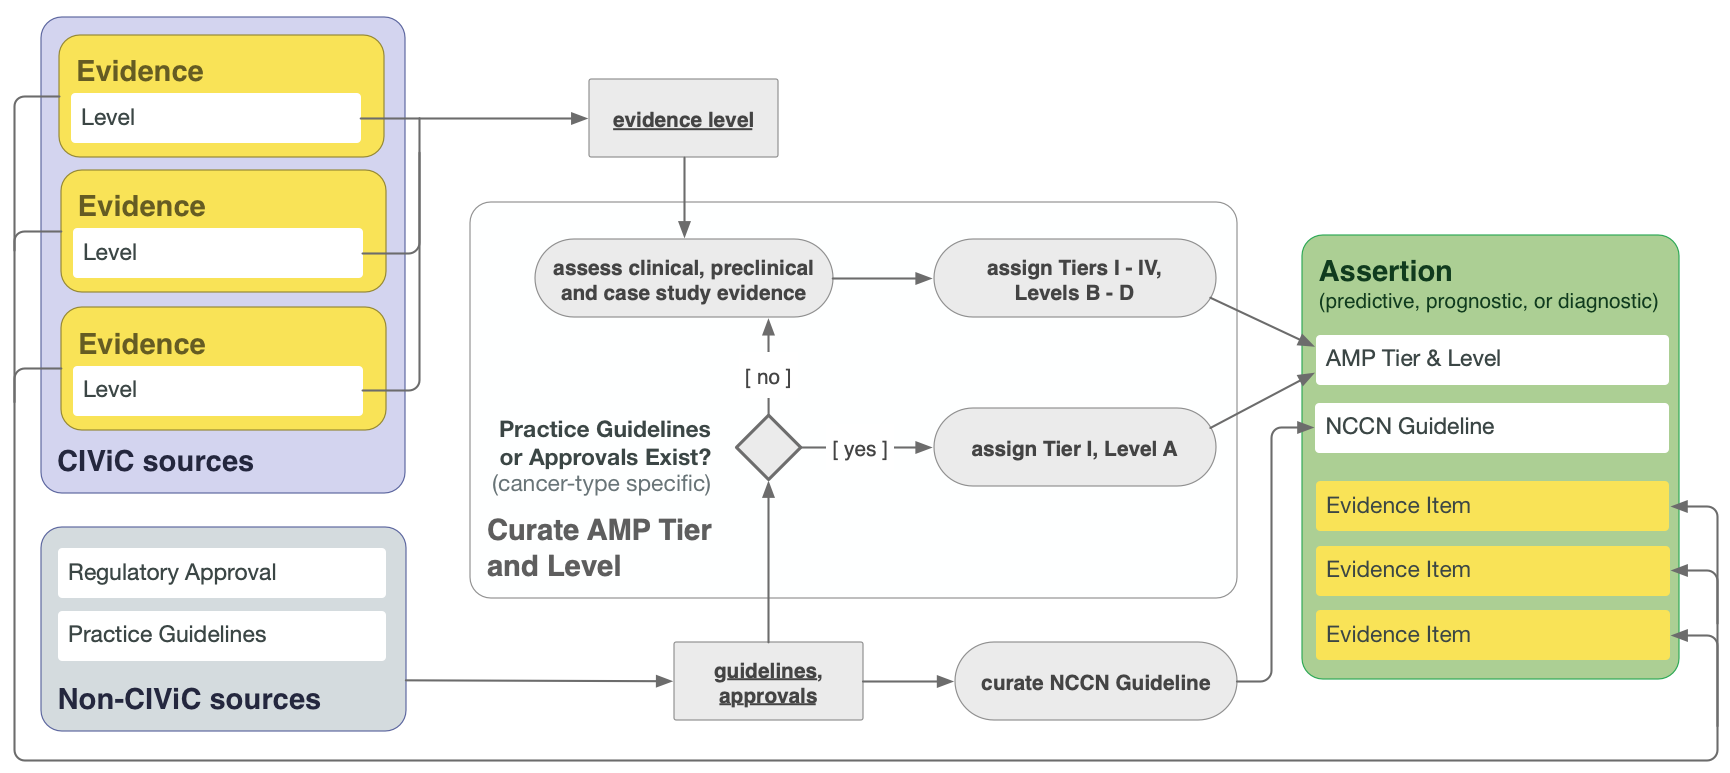 Evidence
Level
Evidence
Level
Evidence
Level
CIViC sources
Regulatory Approval
Practice Guidelines
Non-CIViC sources
evidence level
assess clinical, preclinical
and case study evidence
assign Tiers I - IV,
Levels B - D
[ no ]
Practice Guidelines
or Approvals Exist?
(cancer-type specific)
[ yes ]
assign Tier I, Level A
Curate AMP Tier
and Level
guidelines,
approvals
curate NCCN Guideline
Assertion
(predictive, prognostic, or diagnostic)
AMP Tier & Level
NCCN Guideline
Evidence Item
Evidence Item
Evidence Item